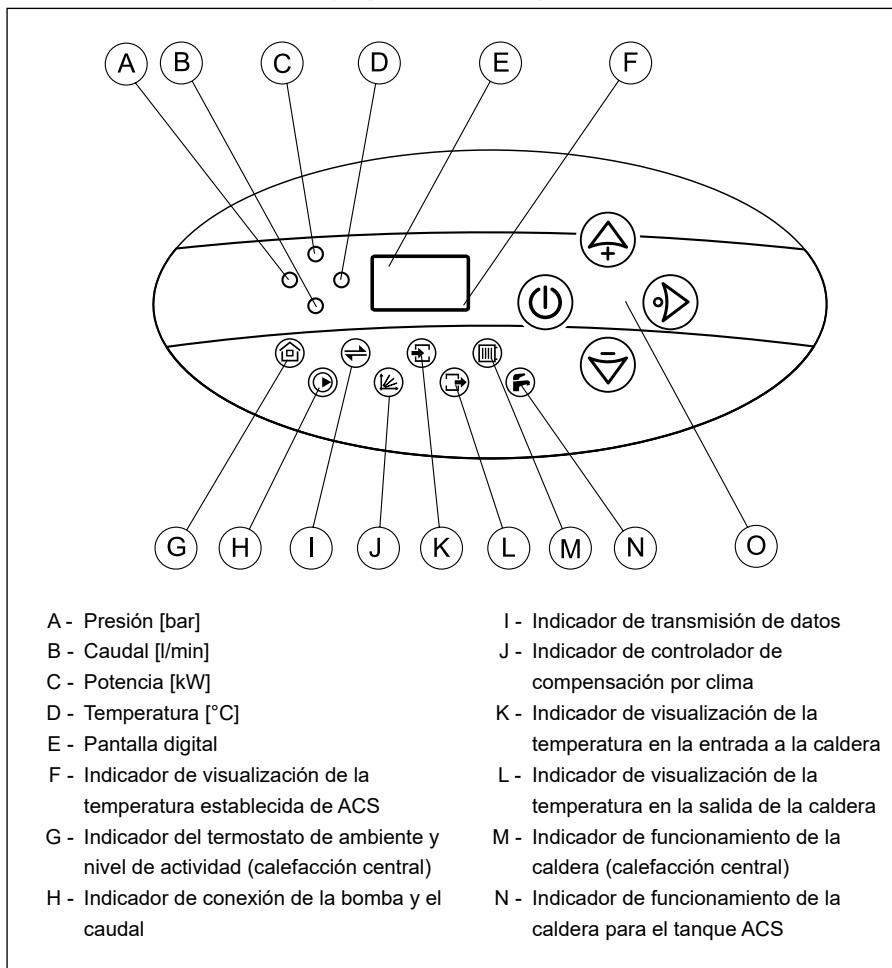 A
B
C
D
E
F
G
H
I
J
K
L
M
N
O
A - Presión [bar]
B - Caudal [l/min]
C - Potencia [kW]
D - Temperatura [°C]
E - Pantalla digital
F - Indicador de visualización de la
temperatura establecida de ACS
G - Indicador del termostato de ambiente y
nivel de actividad (calefacción central)
H - Indicador de conexión de la bomba y el
caudal
I - Indicador de transmisión de datos
J - Indicador de controlador de
compensación por clima
K - Indicador de visualización de la
temperatura en la entrada a la caldera
L - Indicador de visualización de la
temperatura en la salida de la caldera
M - Indicador de funcionamiento de la
caldera (calefacción central)
N - Indicador de funcionamiento de la
caldera para el tanque ACS